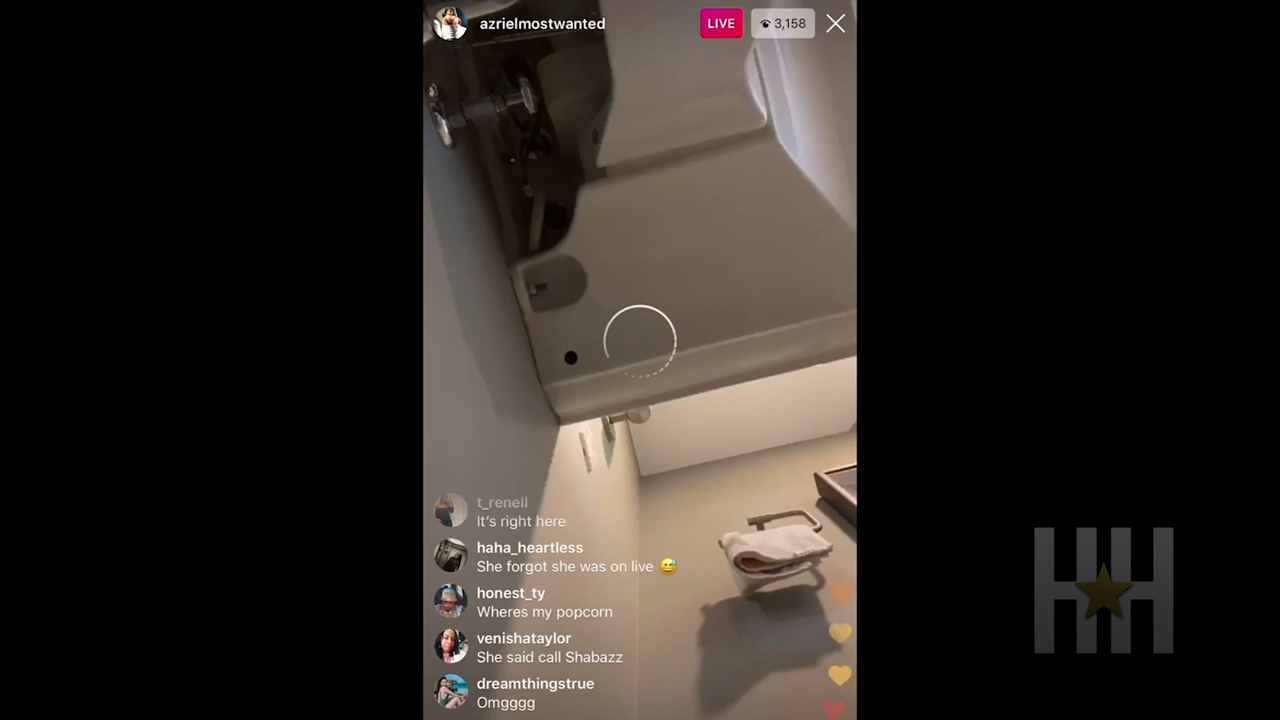 azrielmostwanted
LIVE
3,158
t_renell
It's right here
haha_heartless
She forgot she was on live 😅
honest_ty
Wheres my popcorn
venishataylor
She said call Shabazz
dreamthingstrue
Omgggg
HH